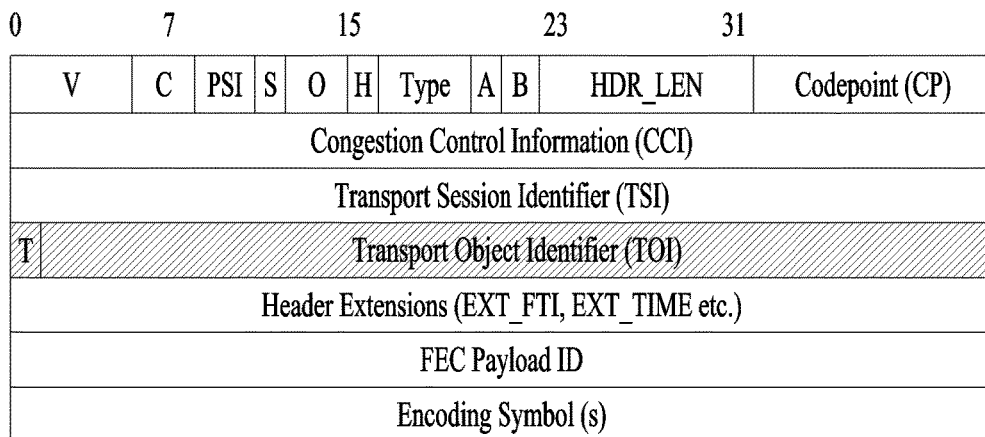 0 7 15 23 31
V C PSI S O H Type A B HDR_LEN Codepoint (CP)
Congestion Control Information (CCI)
Transport Session Identifier (TSI)
T Transport Object Identifier (TOI)
Header Extensions (EXT_FTI, EXT_TIME etc.)
FEC Payload ID
Encoding Symbol (s)